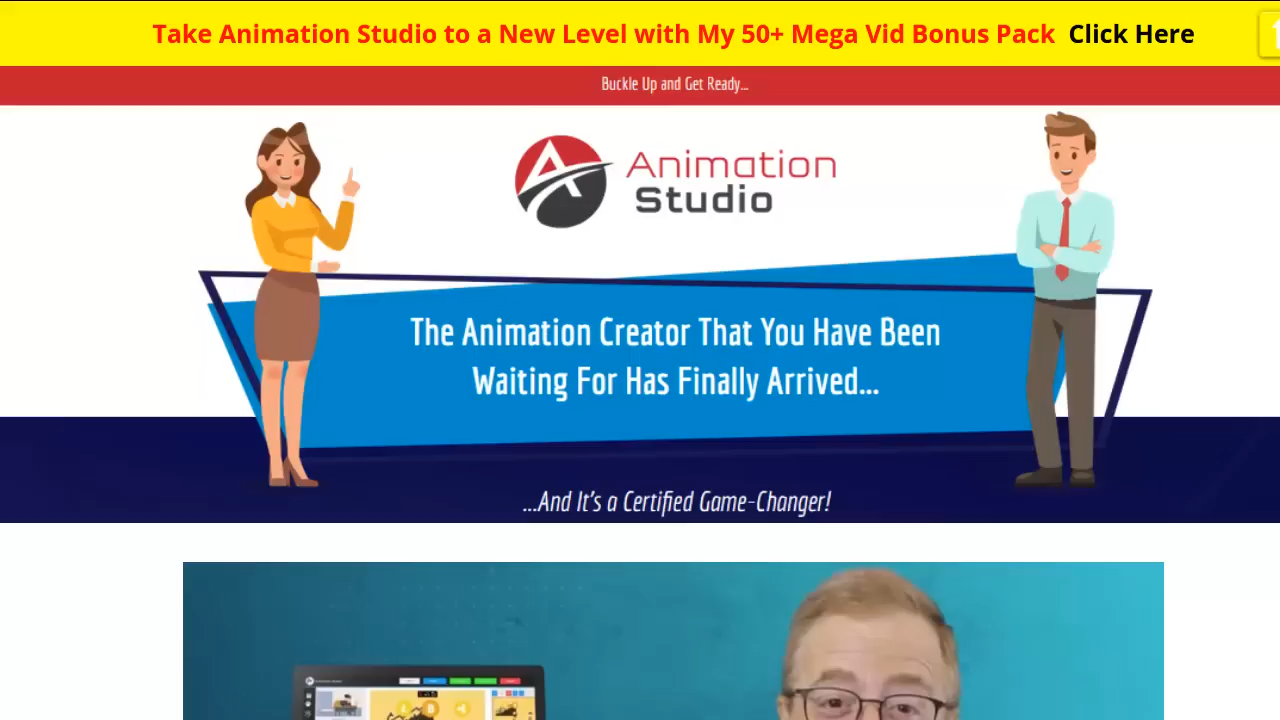 Take Animation Studio to a New Level with My 50+ Mega Vid Bonus Pack Click Here
Buckle Up and Get Ready...
Animation
Studio
The Animation Creator That You Have Been
Waiting For Has Finally Arrived...
...And It's a Certified Game-Changer!